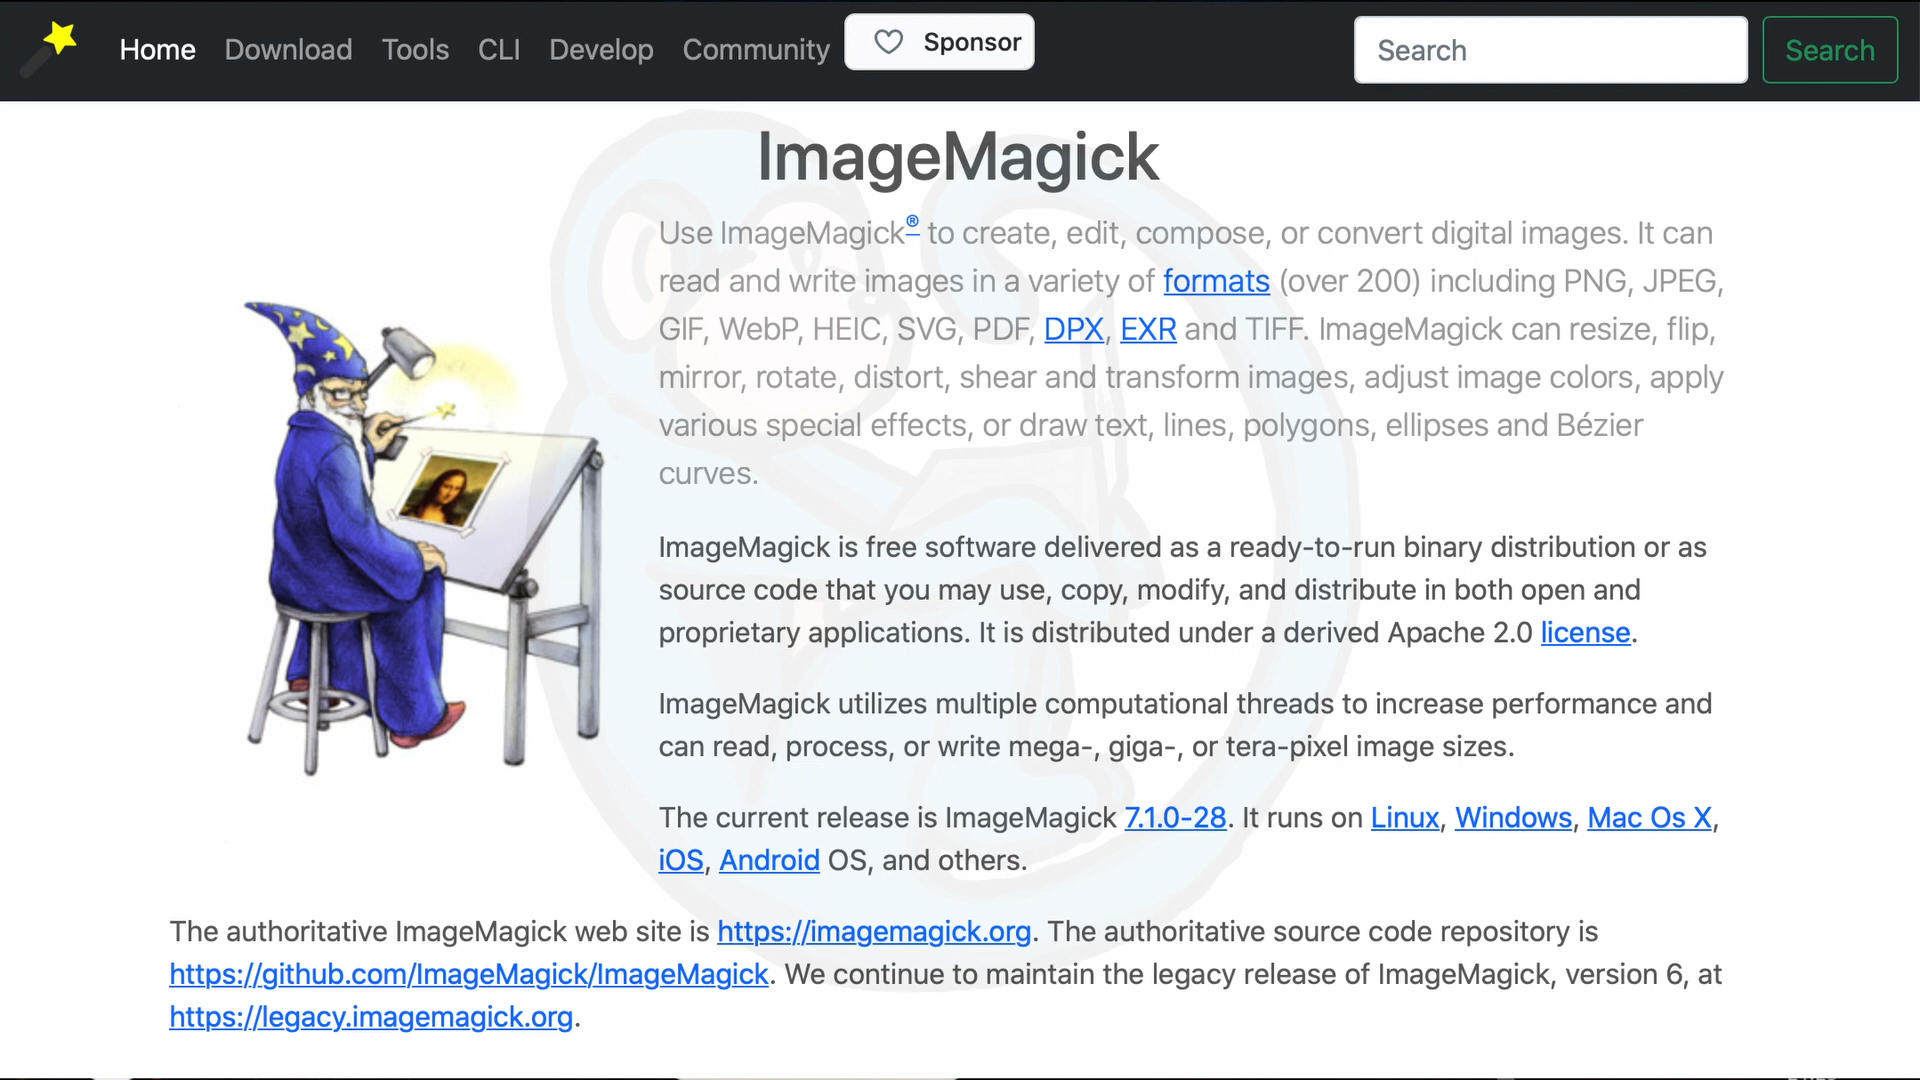 Home Download Tools CLI Develop Community Sponsor Search Search
ImageMagick
Use ImageMagick® to create, edit, compose, or convert digital images. It can
read and write images in a variety of formats (over 200) including PNG, JPEG,
GIF, WebP, HEIC, SVG, PDF, DPX, EXR and TIFF. ImageMagick can resize, flip,
mirror, rotate, distort, shear and transform images, adjust image colors, apply
various special effects, or draw text, lines, polygons, ellipses and Bézier
curves.
ImageMagick is free software delivered as a ready-to-run binary distribution or as
source code that you may use, copy, modify, and distribute in both open and
proprietary applications. It is distributed under a derived Apache 2.0 license.
ImageMagick utilizes multiple computational threads to increase performance and
can read, process, or write mega-, giga-, or tera-pixel image sizes.
The current release is ImageMagick 7.1.0-28. It runs on Linux, Windows, Mac Os X,
iOS, Android OS, and others.
The authoritative ImageMagick web site is https://imagemagick.org. The authoritative source code repository is
https://github.com/ImageMagick/ImageMagick. We continue to maintain the legacy release of ImageMagick, version 6, at
https://legacy.imagemagick.org.